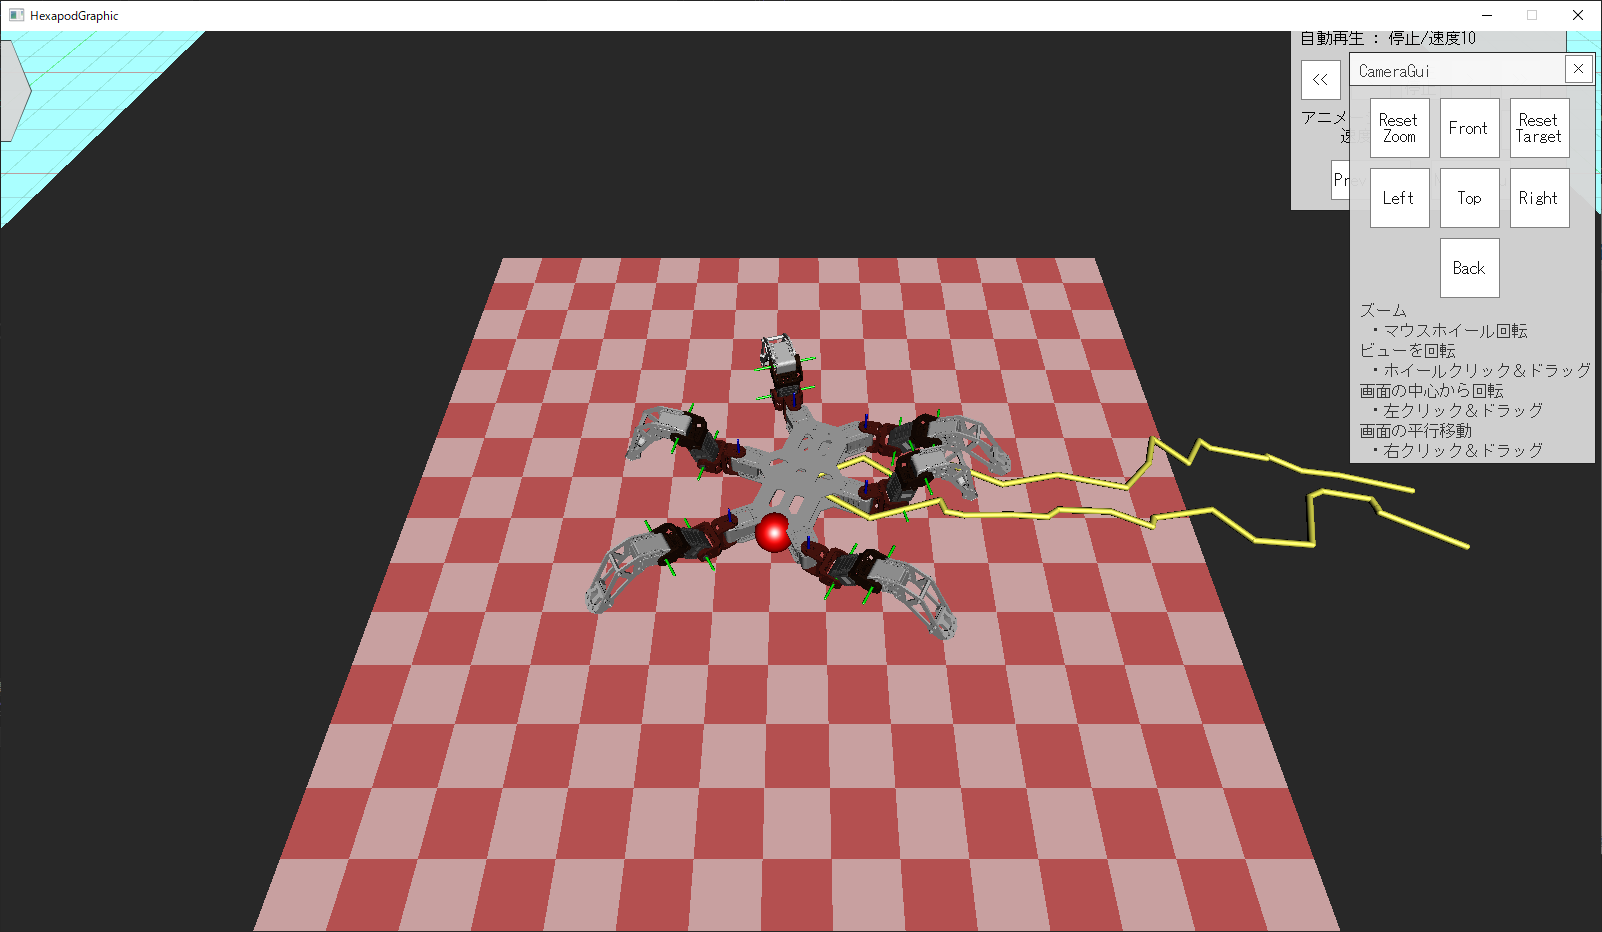 HexapodGraphic
自動再生 : 停止/速度10
<<
CameraGui
アニメ
速度
Reset Zoom
Front
Reset Target
Pre
Left
Top
Right
Back
ズーム
・マウスホイール回転
ビューを回転
・ホイールクリック＆ドラッグ
画面の中心から回転
・左クリック＆ドラッグ
画面の平行移動
・右クリック＆ドラッグ